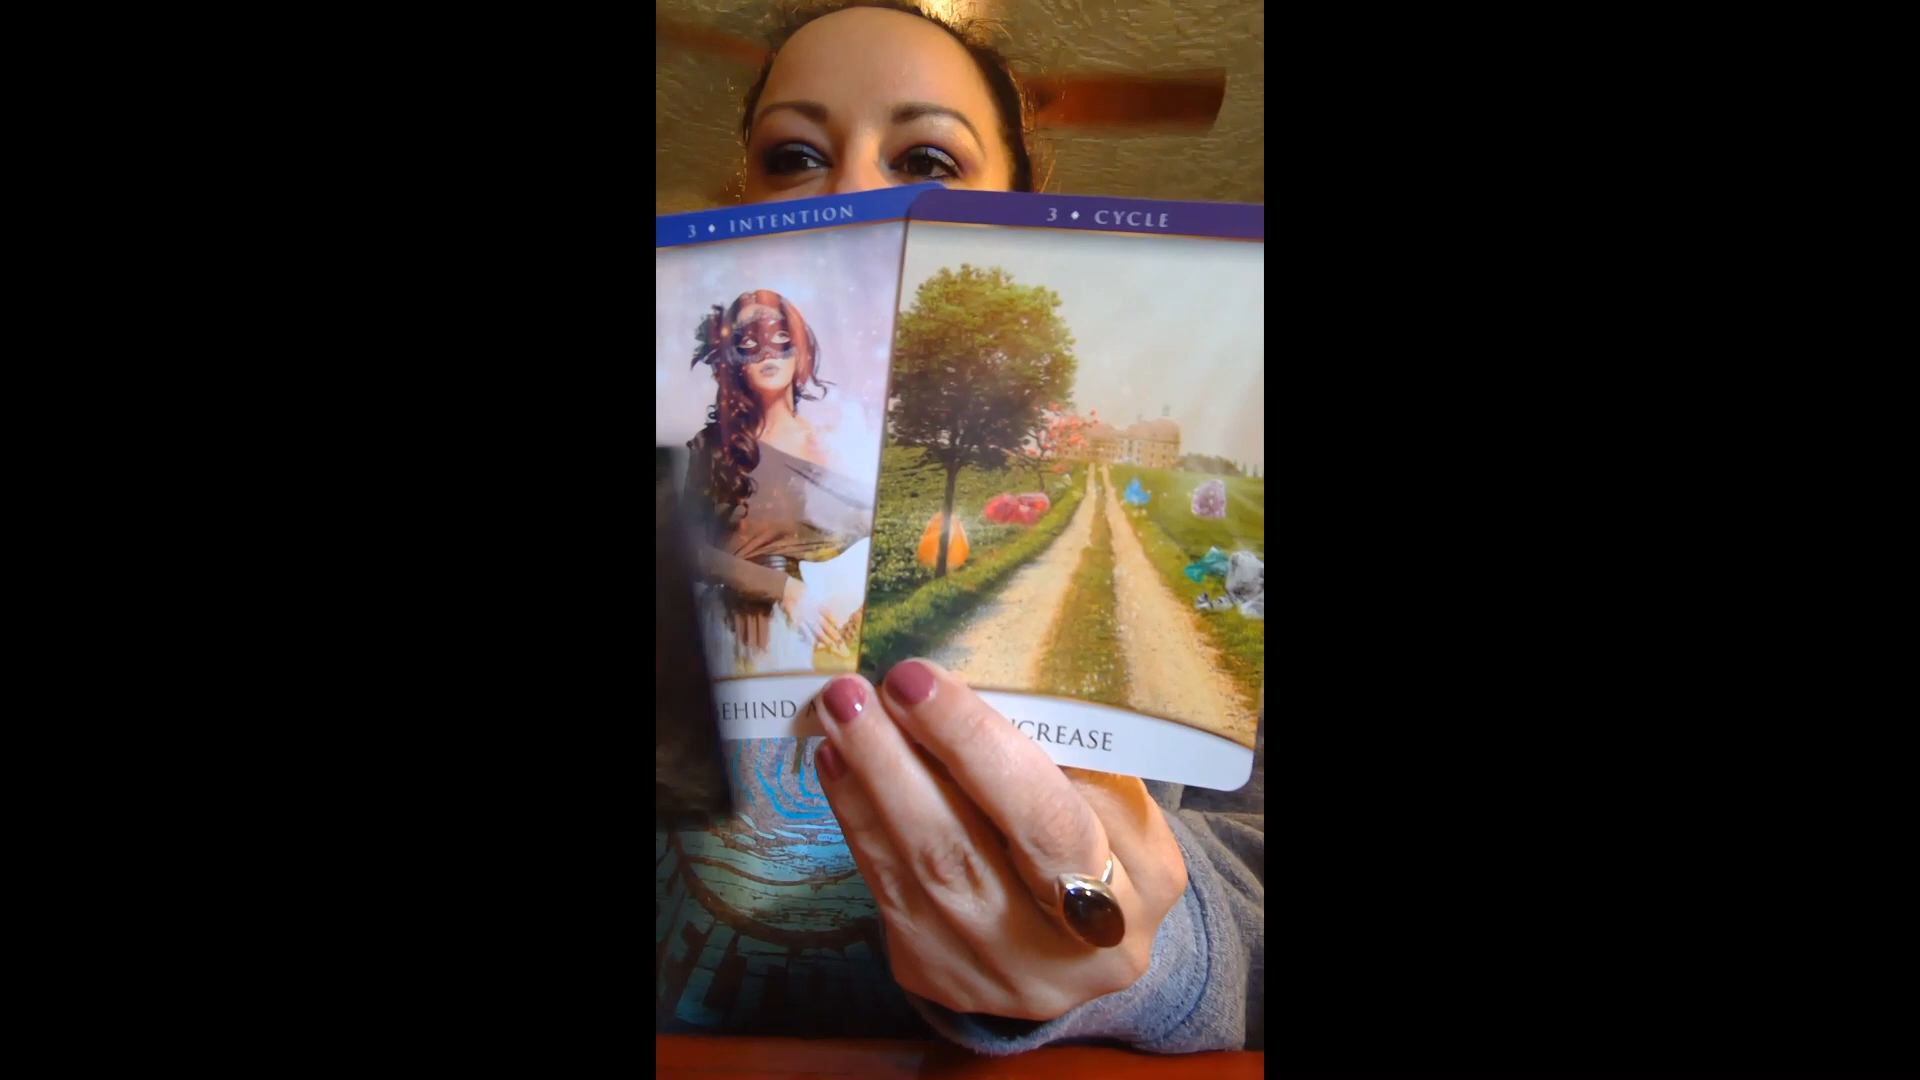 3 • INTENTION
3 • CYCLE
EHIND A
CREASE